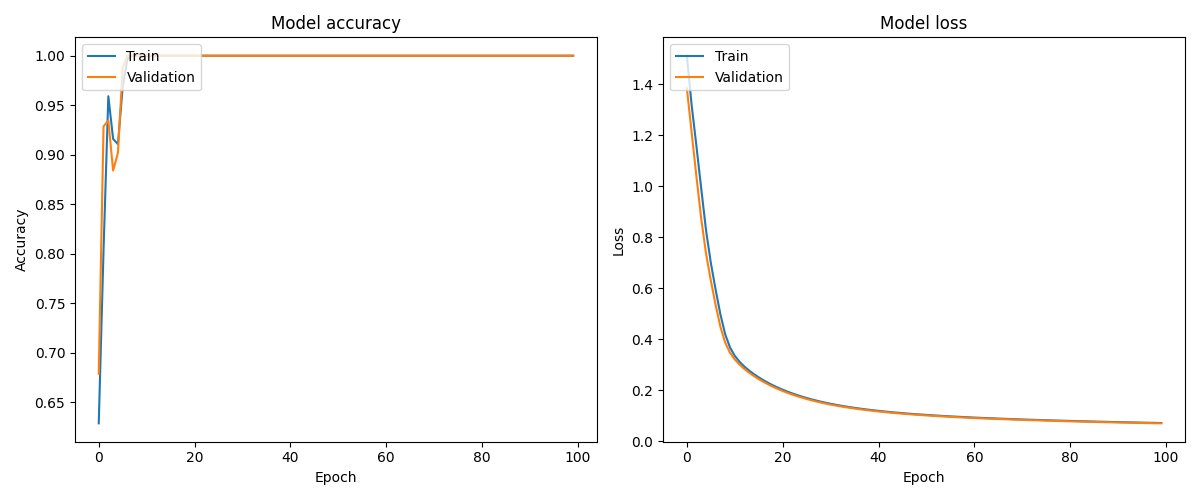 Model accuracy
Train
Validation
1.00
0.95
0.90
0.85
0.80
0.75
0.70
0.65
Accuracy
0 20 40 60 80 100
Epoch
Model loss
Train
Validation
1.4
1.2
1.0
0.8
0.6
0.4
0.2
0.0
Loss
0 20 40 60 80 100
Epoch